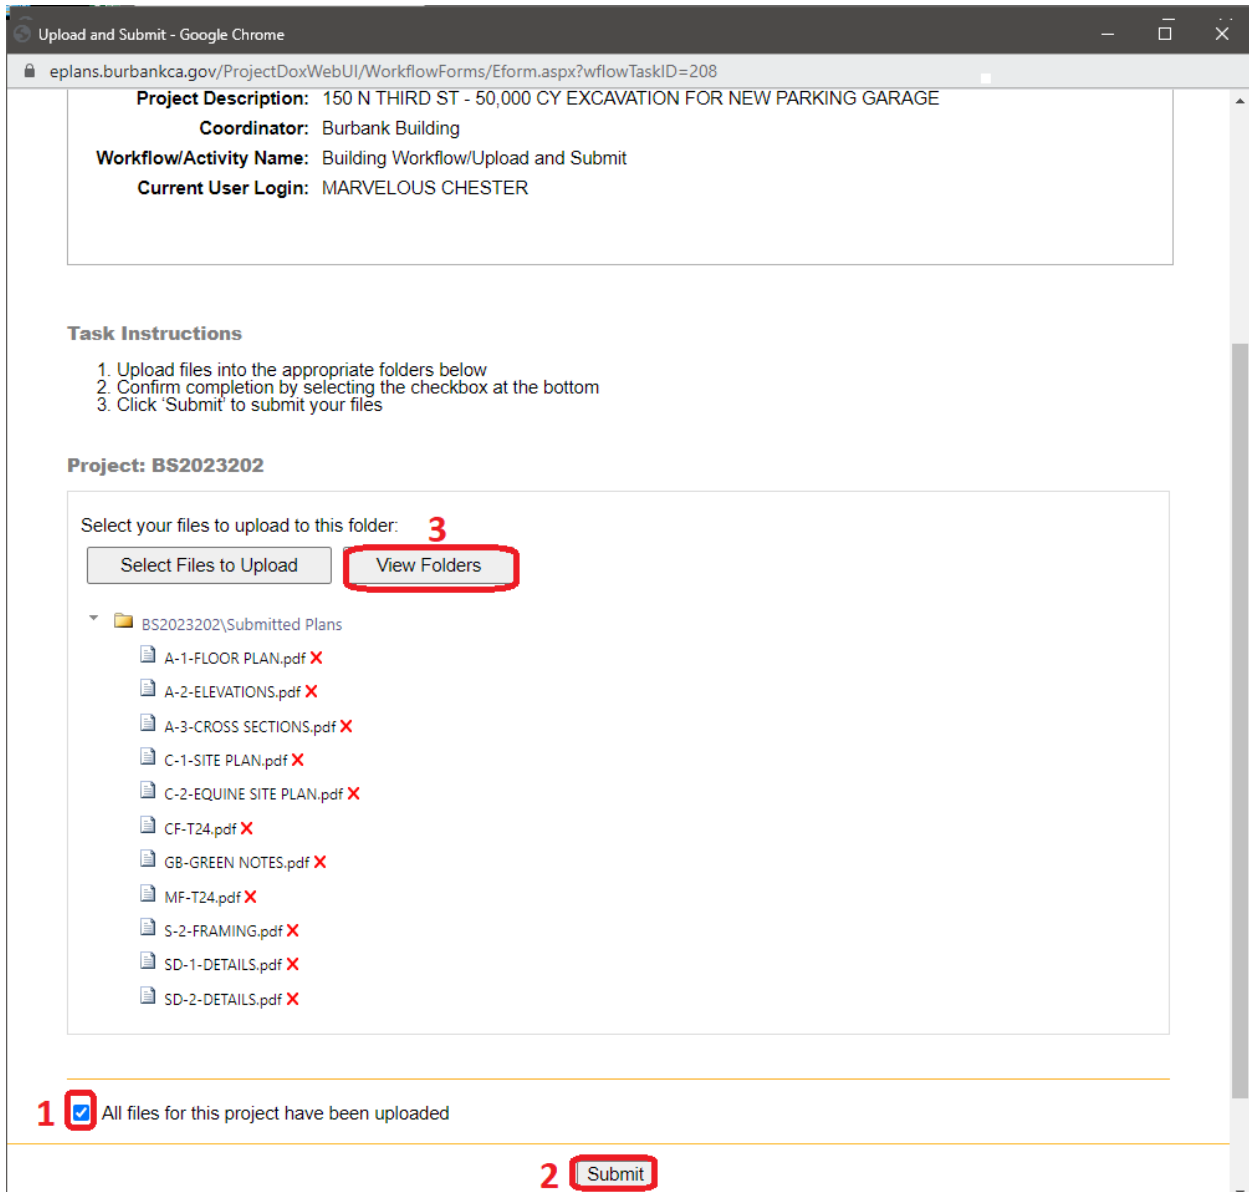 Upload and Submit - Google Chrome
eplans.burbankca.gov/ProjectDoxWebUI/WorkflowForms/Eform.aspx?wflowTaskID=208
Project Description: 150 N THIRD ST - 50,000 CY EXCAVATION FOR NEW PARKING GARAGE
Coordinator: Burbank Building
Workflow/Activity Name: Building Workflow/Upload and Submit
Current User Login: MARVELOUS CHESTER
Task Instructions
1. Upload files into the appropriate folders below
2. Confirm completion by selecting the checkbox at the bottom
3. Click ‘Submit’ to submit your files
Project: BS2023202
Select your files to upload to this folder:
3
Select Files to Upload View Folders
BS2023202\Submitted Plans
A-1-FLOOR PLAN.pdf
A-2-ELEVATIONS.pdf
A-3-CROSS SECTIONS.pdf
C-1-SITE PLAN.pdf
C-2-EQUINE SITE PLAN.pdf
CF-T24.pdf
GB-GREEN NOTES.pdf
MF-T24.pdf
S-2-FRAMING.pdf
SD-1-DETAILS.pdf
SD-2-DETAILS.pdf
1 All files for this project have been uploaded
2 Submit